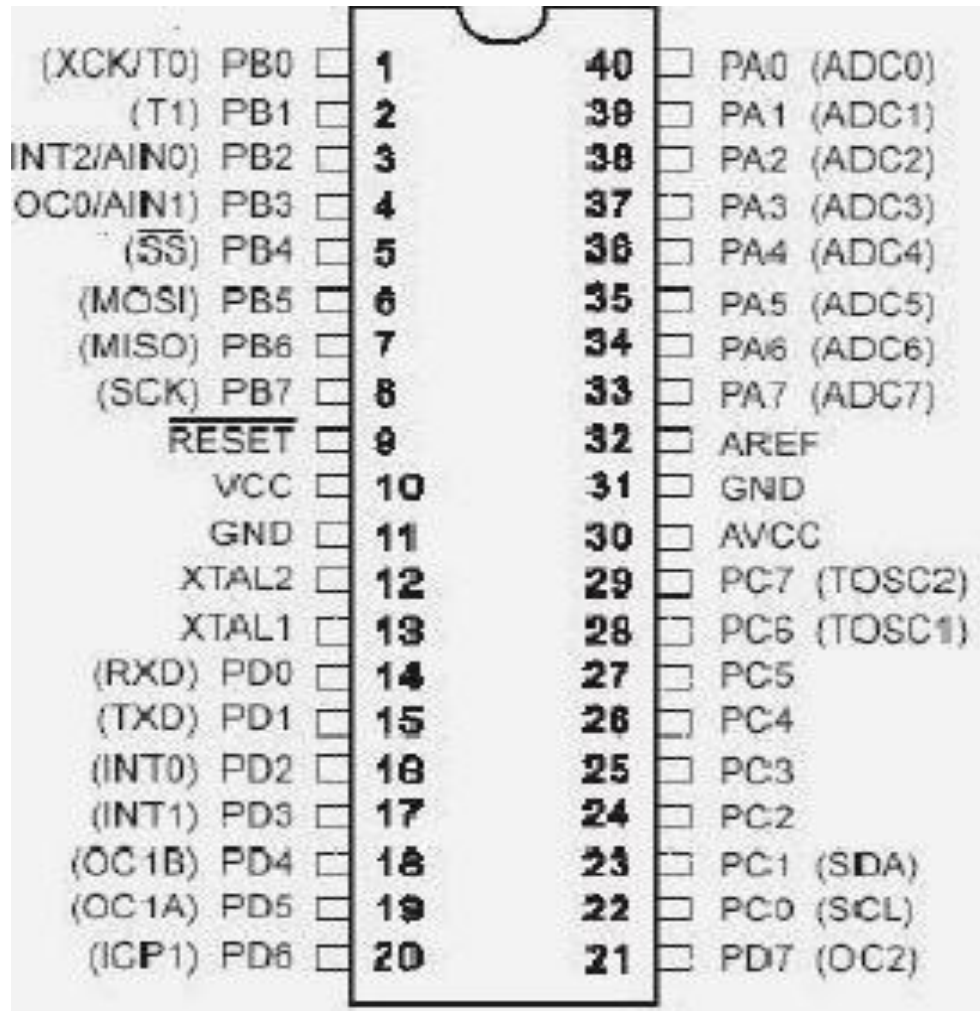 (XCK/T0) PB0 1 40 PA0 (ADC0)
(T1) PB1 2 39 PA1 (ADC1)
INT2/AIN0) PB2 3 38 PA2 (ADC2)
OC0/AIN1) PB3 4 37 PA3 (ADC3)
(SS) PB4 5 36 PA4 (ADC4)
(MOSI) PB5 6 35 PA5 (ADC5)
(MISO) PB6 7 34 PA6 (ADC6)
(SCK) PB7 8 33 PA7 (ADC7)
RESET 9 32 AREF
VCC 10 31 GND
GND 11 30 AVCC
XTAL2 12 29 PC7 (TOSC2)
XTAL1 13 28 PC6 (TOSC1)
(RXD) PD0 14 27 PC5
(TXD) PD1 15 26 PC4
(INT0) PD2 16 25 PC3
(INT1) PD3 17 24 PC2
(OC1B) PD4 18 23 PC1 (SDA)
(OC1A) PD5 19 22 PC0 (SCL)
(ICP1) PD6 20 21 PD7 (OC2)